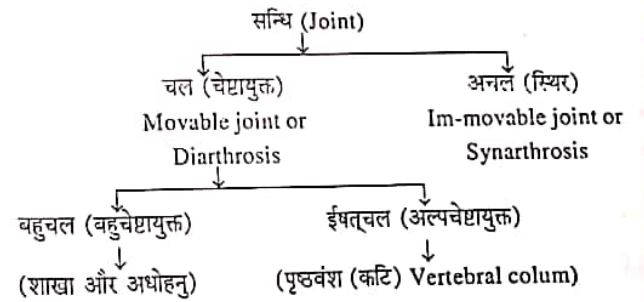 सन्धि (Joint)
चल (चेष्टायुक्त) अचल (स्थिर)
Movable joint or Im-movable joint or
Diarthrosis Synarthrosis
बहुचल (बहुचेष्टायुक्त) ईषत्चल (अल्पचेष्टायुक्त)
(शाखा और अधोहनु) (पृष्ठवंश (कटि) Vertebral colum)